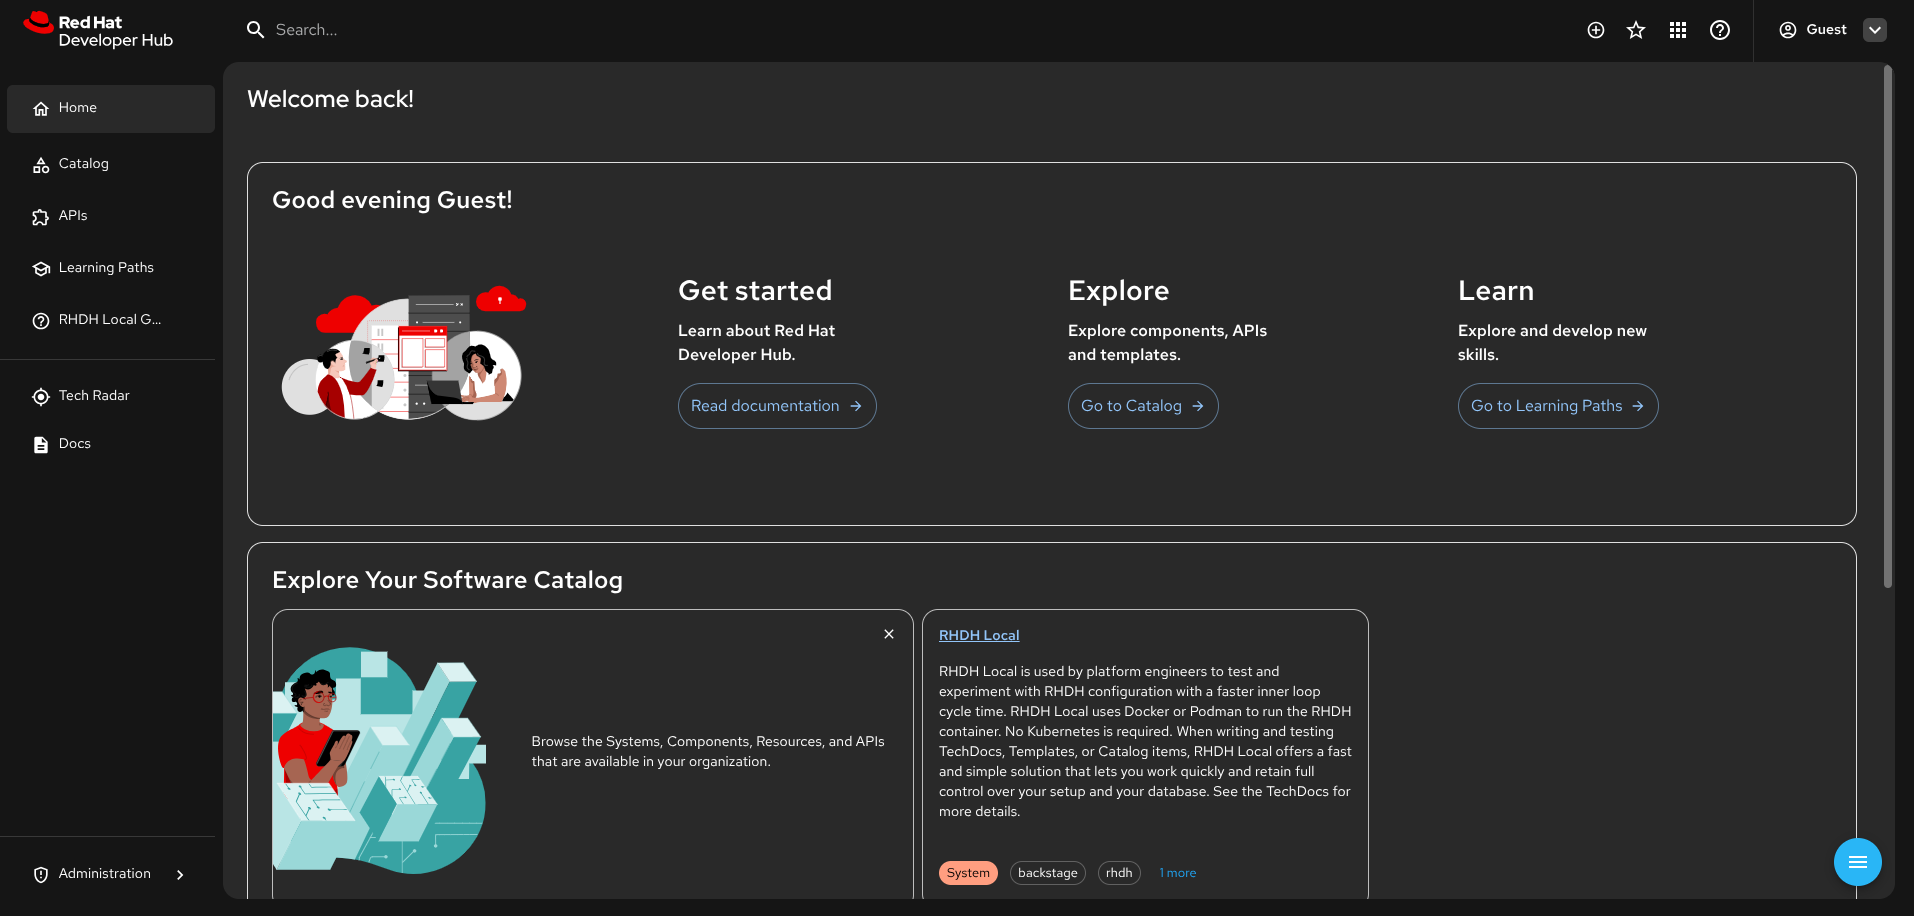 Red Hat
Developer Hub
Search...
Guest
Home
Catalog
APIs
Learning Paths
RHDH Local G...
Tech Radar
Docs
Administration
Welcome back!
Good evening Guest!
Get started
Learn about Red Hat
Developer Hub.
Read documentation
Explore
Explore components, APIs
and templates.
Go to Catalog
Learn
Explore and develop new
skills.
Go to Learning Paths
Explore Your Software Catalog
Browse the Systems, Components, Resources, and APIs
that are available in your organization.
RHDH Local
RHDH Local is used by platform engineers to test and
experiment with RHDH configuration with a faster inner loop
cycle time. RHDH Local uses Docker or Podman to run the RHDH
container. No Kubernetes is required. When writing and testing
TechDocs, Templates, or Catalog items, RHDH Local offers a fast
and simple solution that lets you work quickly and retain full
control over your setup and your database. See the TechDocs for
more details.
System
backstage
rhdh
1 more